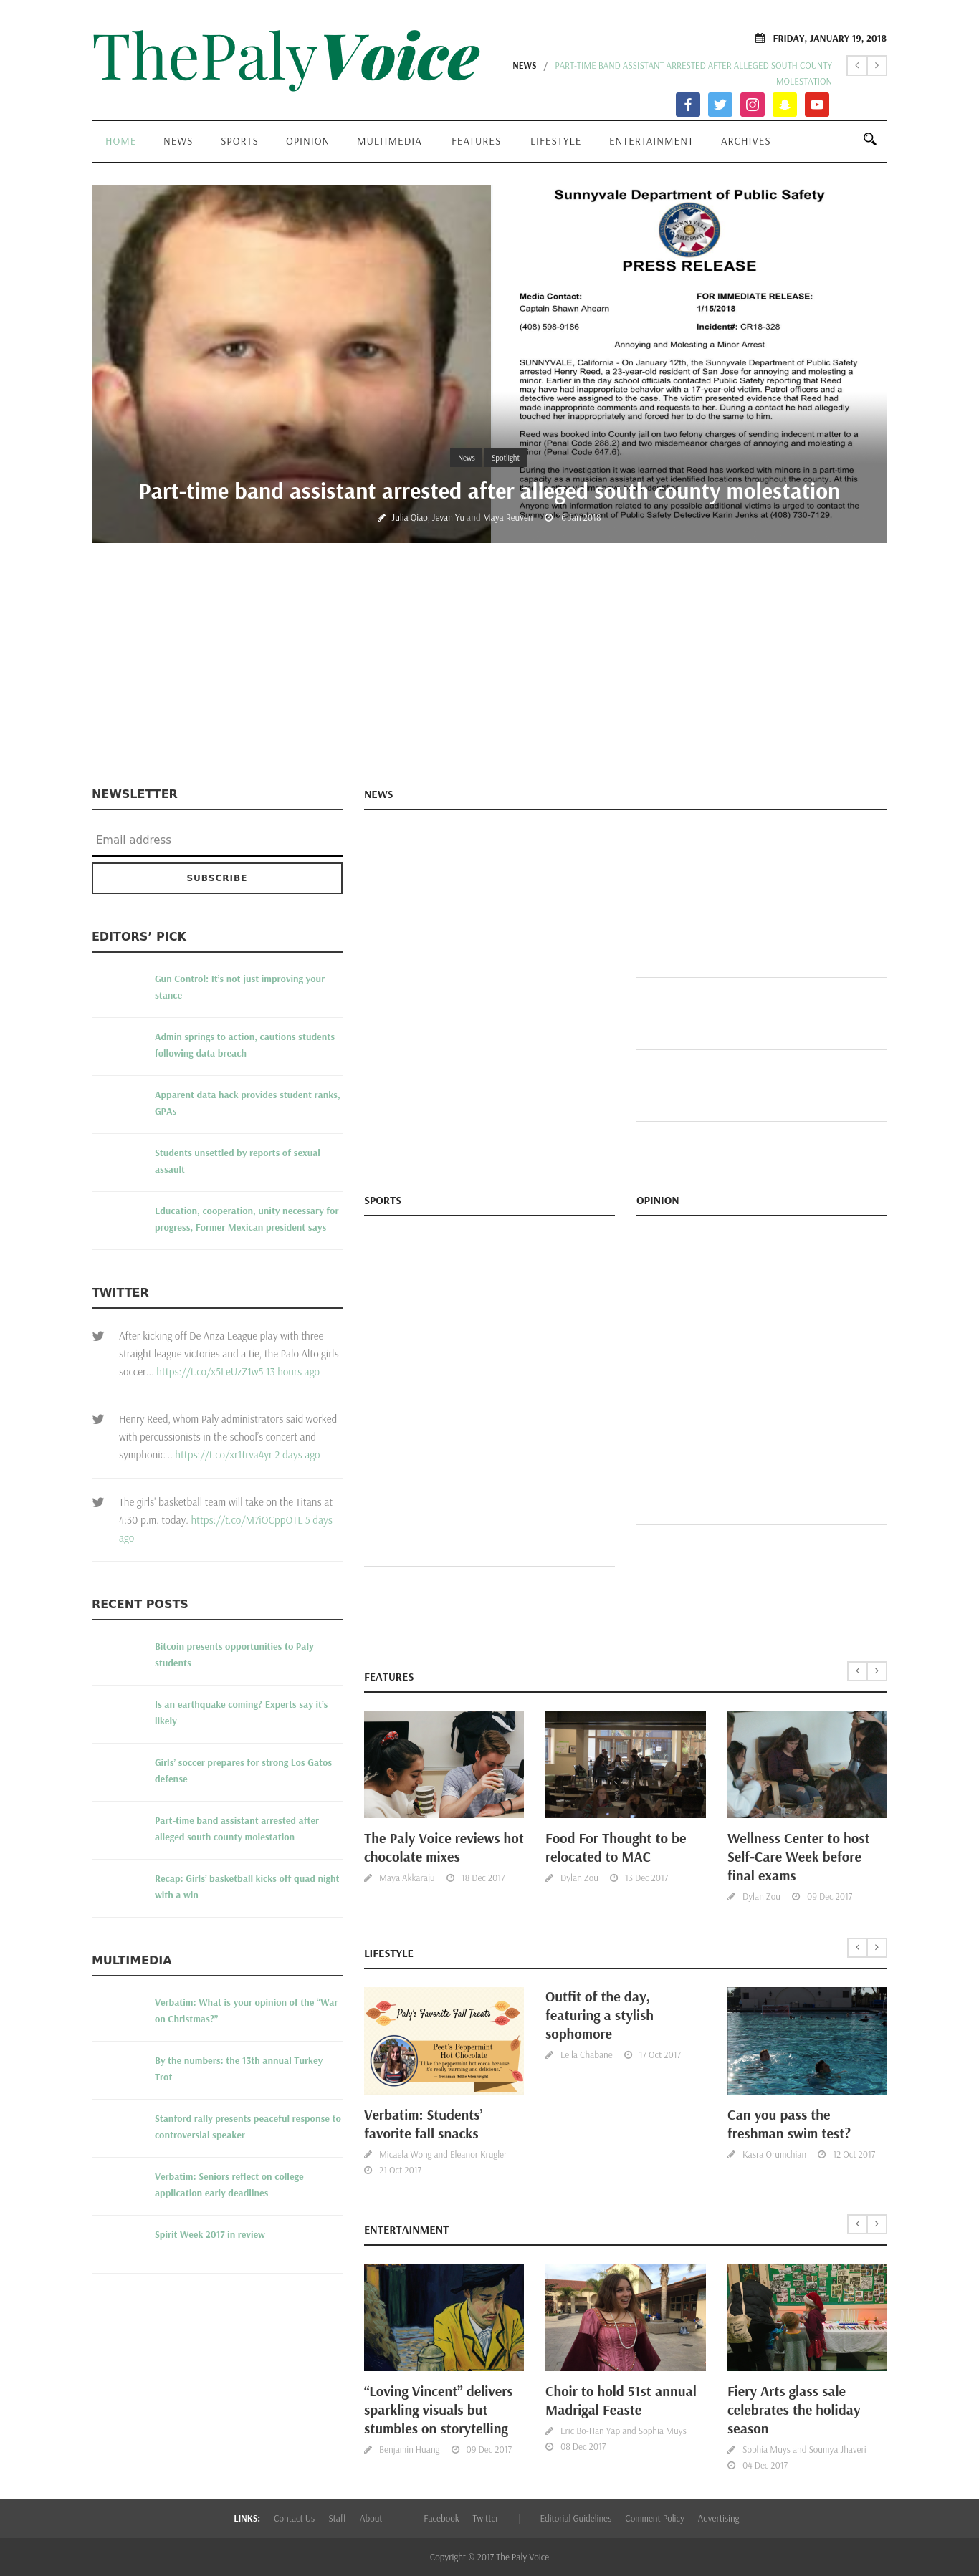 ThePalyVoice
FRIDAY, JANUARY 19, 2018
NEWS / PART-TIME BAND ASSISTANT ARRESTED AFTER ALLEGED SOUTH COUNTY
MOLESTATION
HOME NEWS SPORTS OPINION MULTIMEDIA FEATURES LIFESTYLE ENTERTAINMENT ARCHIVES
Sunnyvale Department of Public Safety
PRESS RELEASE
Media Contact: FOR IMMEDIATE RELEASE:
Captain Shawn Ahearn 1/15/2018
(408) 598-9186 Incident#: CR18-328
Annoying and Molesting a Minor Arrest
SUNNYVALE, California - On January 12th, the Sunnyvale Department of Public Safety
arrested Henry Reed, a 23-year-old resident of San Jose for annoying and molesting a
minor. Earlier in the day school officials contacted Public Safety reporting that Reed
may have had inappropriate behavior with a 17-year-old victim. Patrol officers and a
detective were assigned to the case. The victim presented evidence that Reed had
made inappropriate comments and requests to her. During a contact he had allegedly
touched her inappropriately and forced her to do the same to him.
Reed was booked into County jail on two felony charges of sending indecent matter to a
minor (Penal Code 288.2) and two misdemeanor charges of annoying and molesting a
minor (Penal Code 647.6).
News Spotlight
During the investigation it was learned that Reed has worked with minors in a part-time
capacity as a musician assistant at yet identified locations throughout the county.
Part-time band assistant arrested after alleged south county molestation
Anyone with information related to any possible additional victims is urged to contact the
Sunnyvale Department of Public Safety Detective Karin Jenks at (408) 730-7129.
Julia Qiao, Jevan Yu and Maya Reuven 16 Jan 2018
NEWSLETTER
Email address
SUBSCRIBE
EDITORS’ PICK
Gun Control: It's not just improving your
stance
Admin springs to action, cautions students
following data breach
Apparent data hack provides student ranks,
GPAs
Students unsettled by reports of sexual
assault
Education, cooperation, unity necessary for
progress, Former Mexican president says
TWITTER
After kicking off De Anza League play with three
straight league victories and a tie, the Palo Alto girls
soccer... https://t.co/x5LeUzZ1w5 13 hours ago
Henry Reed, whom Paly administrators said worked
with percussionists in the school's concert and
symphonic... https://t.co/xr1trva4yr 2 days ago
The girls' basketball team will take on the Titans at
4:30 p.m. today. https://t.co/M7iOCppOTL 5 days
ago
RECENT POSTS
Bitcoin presents opportunities to Paly
students
Is an earthquake coming? Experts say it's
likely
Girls' soccer prepares for strong Los Gatos
defense
Part-time band assistant arrested after
alleged south county molestation
Recap: Girls' basketball kicks off quad night
with a win
MULTIMEDIA
Verbatim: What is your opinion of the “War
on Christmas?”
By the numbers: the 13th annual Turkey
Trot
Stanford rally presents peaceful response to
controversial speaker
Verbatim: Seniors reflect on college
application early deadlines
Spirit Week 2017 in review
NEWS
SPORTS OPINION
FEATURES
The Paly Voice reviews hot
chocolate mixes
Maya Akkaraju 18 Dec 2017
Food For Thought to be
relocated to MAC
Dylan Zou 13 Dec 2017
Wellness Center to host
Self-Care Week before
final exams
Dylan Zou 09 Dec 2017
LIFESTYLE
Paly's Favorite Fall Treats
Peet's Peppermint
Hot Chocolate
"I like the peppermint hot cocoa because
it's really warming and delicious."
Verbatim: Students’
favorite fall snacks
Micaela Wong and Eleanor Krugler
21 Oct 2017
Outfit of the day,
featuring a stylish
sophomore
Leila Chabane 17 Oct 2017
Can you pass the
freshman swim test?
Kasra Orumchian 12 Oct 2017
ENTERTAINMENT
“Loving Vincent” delivers
sparkling visuals but
stumbles on storytelling
Benjamin Huang 09 Dec 2017
Choir to hold 51st annual
Madrigal Feaste
Eric Bo-Han Yap and Sophia Muys
08 Dec 2017
Fiery Arts glass sale
celebrates the holiday
season
Sophia Muys and Soumya Jhaveri
04 Dec 2017
LINKS: Contact Us Staff About | Facebook Twitter | Editorial Guidelines Comment Policy Advertising
Copyright © 2017 The Paly Voice